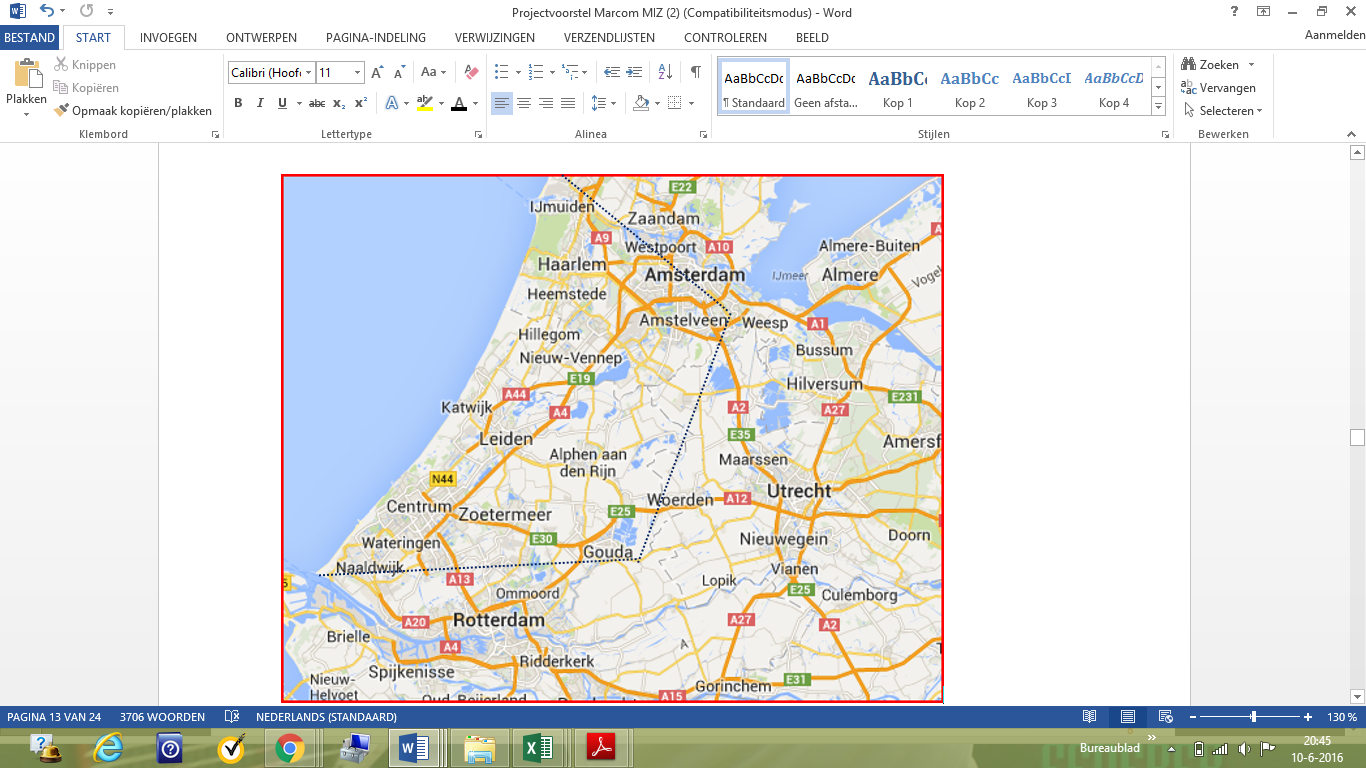 Projectvoorstel Marcom MIZ (2) (Compatibiliteitsmodus) - Word
BESTAND START INVOEGEN ONTWERPEN PAGINA-INDELING VERWIJZINGEN VERZENDLIJSTEN CONTROLEREN BEELD Aanmelden
Plakken
Knippen
Kopiëren
Opmaak kopiëren/plakken
Klembord
Calibri (Hoof 11
Lettertype
Alinea
AaBbCcDc AaBbCcDc AaBbC AaBbCc AaBbCcI AaBbCcD
¶ Standaard Geen afsta... Kop 1 Kop 2 Kop 3 Kop 4
Stijlen
Zoeken
Vervangen
Selecteren
Bewerken
E22
IJmuiden
Zaandam
A9
Westpoort
A10
Almere-Buiten
Haarlem
Amsterdam
IJmeer
Almere
Vogel
Heemstede
Amstelveen
Weesp
A1
Hillegom
Bussum
Nieuw-Vennep
E19
Hilversum
A44
E231
Katwijk
A4
A2
A27
Leiden
E35
Amersf
Alphen aan
den Rijn
Maarssen
N44
Utrecht
Centrum
Zoetermeer
E25
Woerden
A12
Wateringen
E30
Nieuwegein
Doorn
Gouda
Naaldwijk
A13
Vianen
Lopik
Ommoord
E25
Culemborg
A20
Rotterdam
A27
A2
Brielle
A4
Ridderkerk
Spijkenisse
Nieuw-
Helvoet
Oud-Beijerland
A15
Gorinchem
E31
PAGINA 13 VAN 24 3706 WOORDEN NEDERLANDS (STANDAARD) 130 %
Bureaublad
20:45
10-6-2016